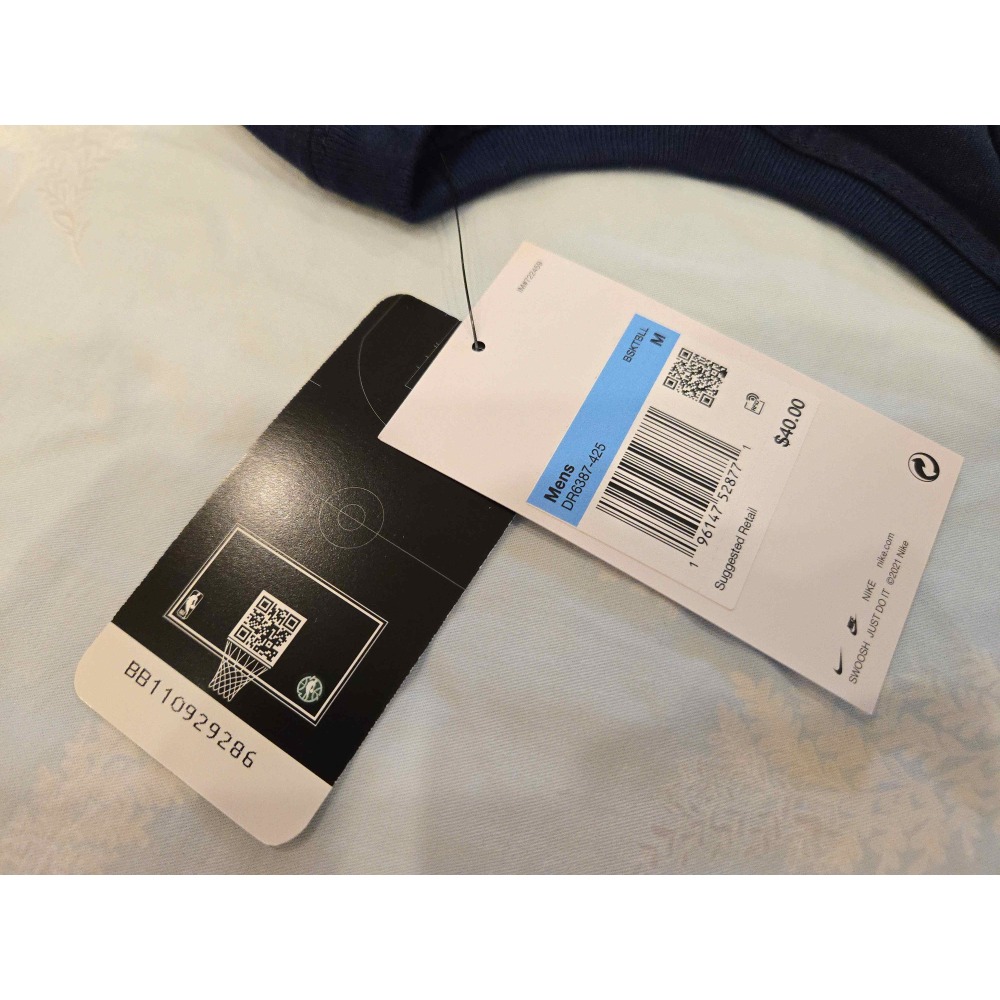 BSKTBLL
M
Mens
DR6387-425
1 96147 52877 1
Suggested Retail
$40.00
NIKE nike.com
SWOOSH JUST DO IT ©2021 Nike
BB110929286